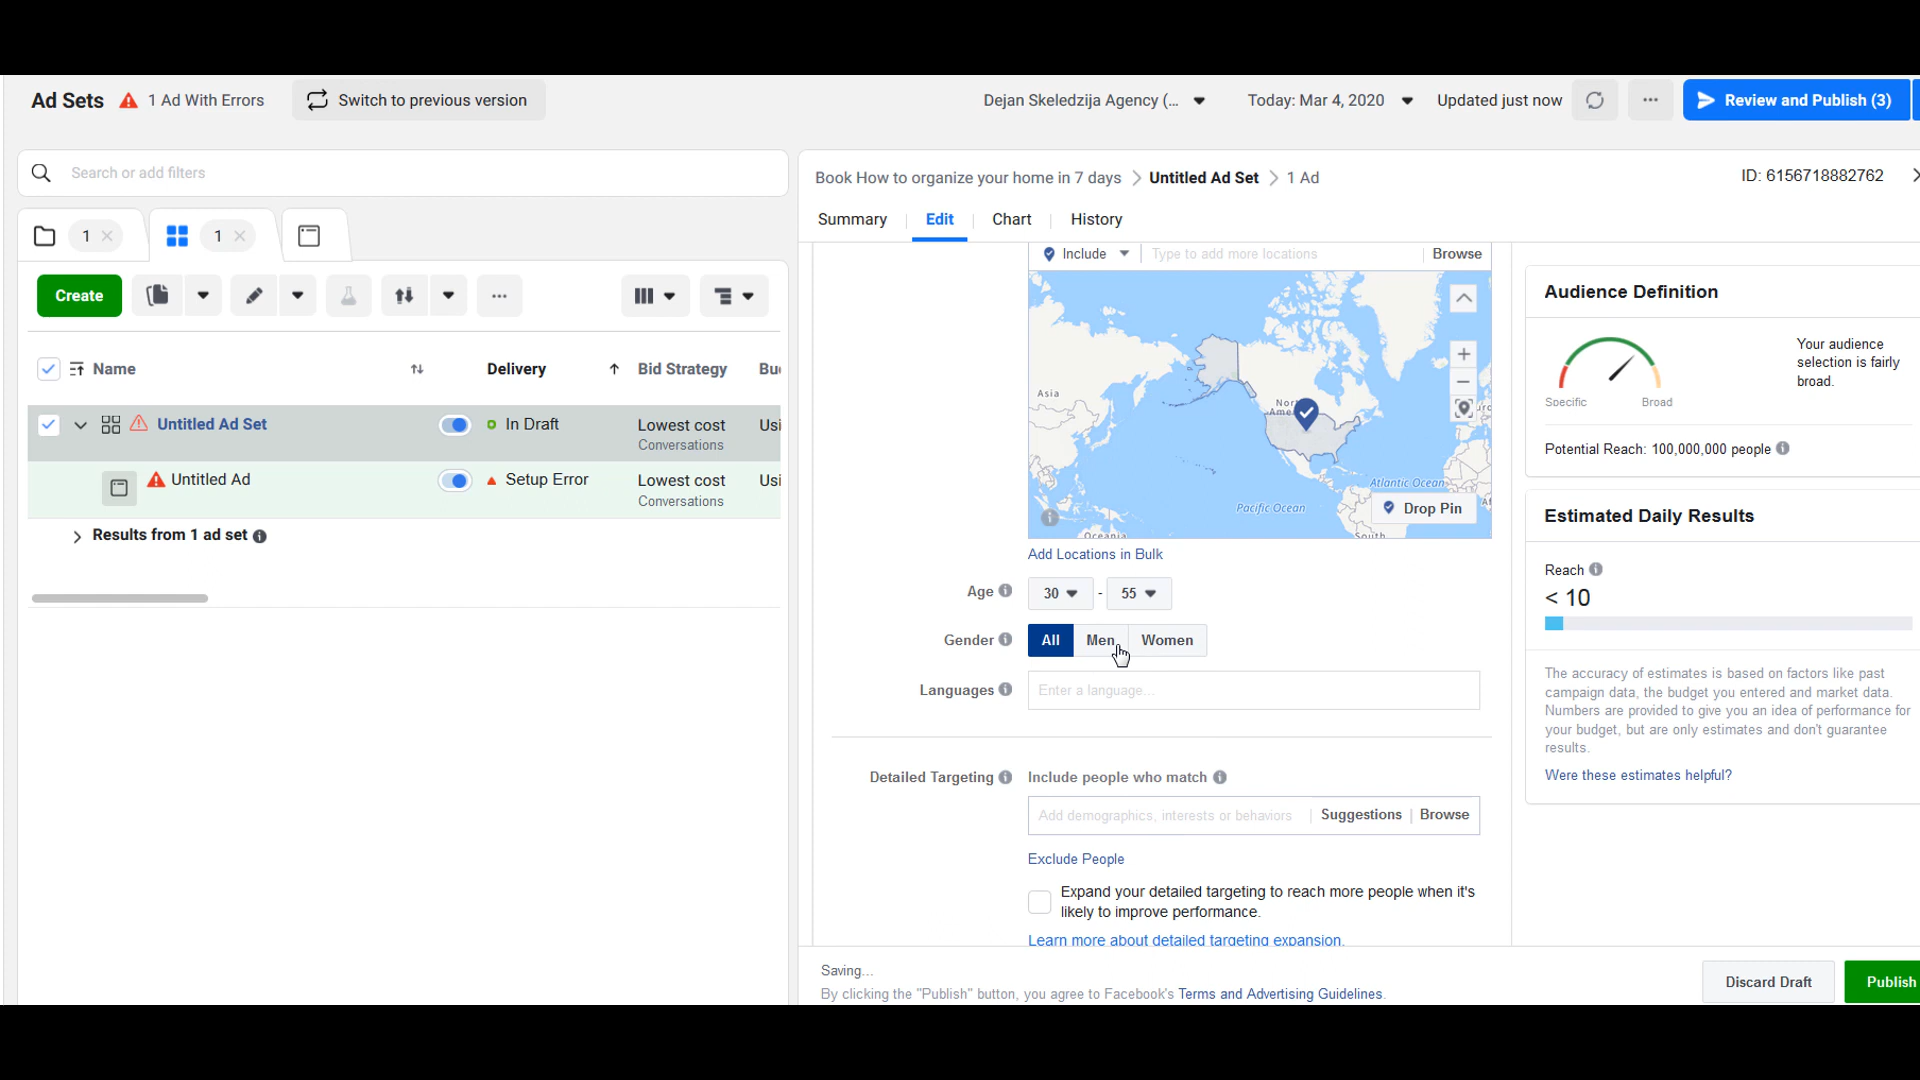 Ad Sets
1 Ad With Errors
Switch to previous version
Dejan Skeledzija Agency (...
Today: Mar 4, 2020
Updated just now
Review and Publish (3)
Search or add filters
Book How to organize your home in 7 days
Untitled Ad Set
1 Ad
ID: 6156718882762
1
1
Summary
Edit
Chart
History
Create
Name
Delivery
Bid Strategy
Untitled Ad Set
In Draft
Lowest cost
Conversations
Untitled Ad
Setup Error
Lowest cost
Conversations
Results from 1 ad set
Include
Type to add more locations
Browse
Asia
Atlantic Ocean
Pacific Ocean
Oceania
South
Drop Pin
Add Locations in Bulk
Age
30 - 55
Gender
All
Men
Women
Languages
Enter a language...
Detailed Targeting
Include people who match
Add demographics, interests or behaviors
Suggestions
Browse
Exclude People
Expand your detailed targeting to reach more people when it's
likely to improve performance.
Learn more about detailed targeting expansion.
Saving...
By clicking the "Publish" button, you agree to Facebook's Terms and Advertising Guidelines.
Discard Draft
Publish
Audience Definition
Your audience
selection is fairly
broad.
Specific
Broad
Potential Reach: 100,000,000 people
Estimated Daily Results
Reach
< 10
The accuracy of estimates is based on factors like past
campaign data, the budget you entered and market data.
Numbers are provided to give you an idea of performance for
your budget, but are only estimates and don't guarantee
results.
Were these estimates helpful?